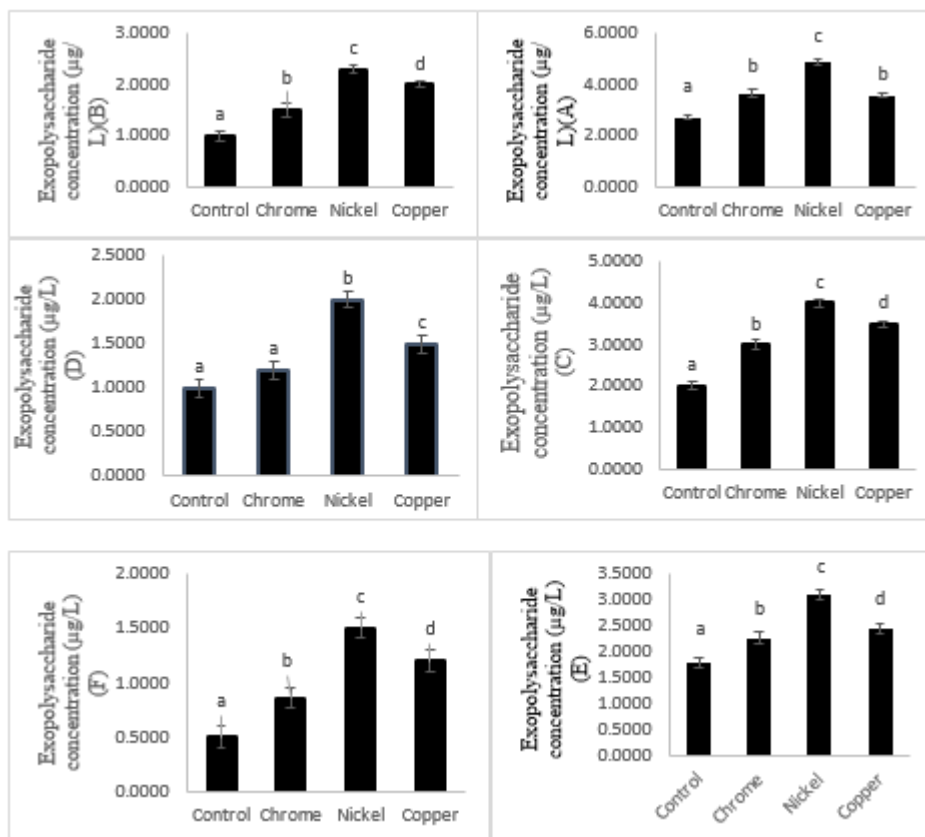 Exopolysaccharide
concentration (µg/
L)(B)
3.0000
2.0000
1.0000
0.0000
a
b
c
d
Control Chrome Nickel Copper
Exopolysaccharide
concentration (µg/
L)(A)
6.0000
4.0000
2.0000
0.0000
a
b
c
b
Control Chrome Nickel Copper
Exopolysaccharide
concentration (µg/L)
(D)
2.5000
2.0000
1.5000
1.0000
0.5000
0.0000
a
a
b
c
Control Chrome Nickel Copper
Exopolysaccharide
concentration (µg/L)
(C)
5.0000
4.0000
3.0000
2.0000
1.0000
0.0000
a
b
c
d
Control Chrome Nickel Copper
Exopolysaccharide
concentration (µg/L)
(F)
2.0000
1.5000
1.0000
0.5000
0.0000
a
b
c
d
Control Chrome Nickel Copper
Exopolysaccharide
concentration (µg/L)
(E)
3.5000
3.0000
2.5000
2.0000
1.5000
1.0000
0.5000
0.0000
a
b
c
d
Control
Chrome
Nickel
Copper